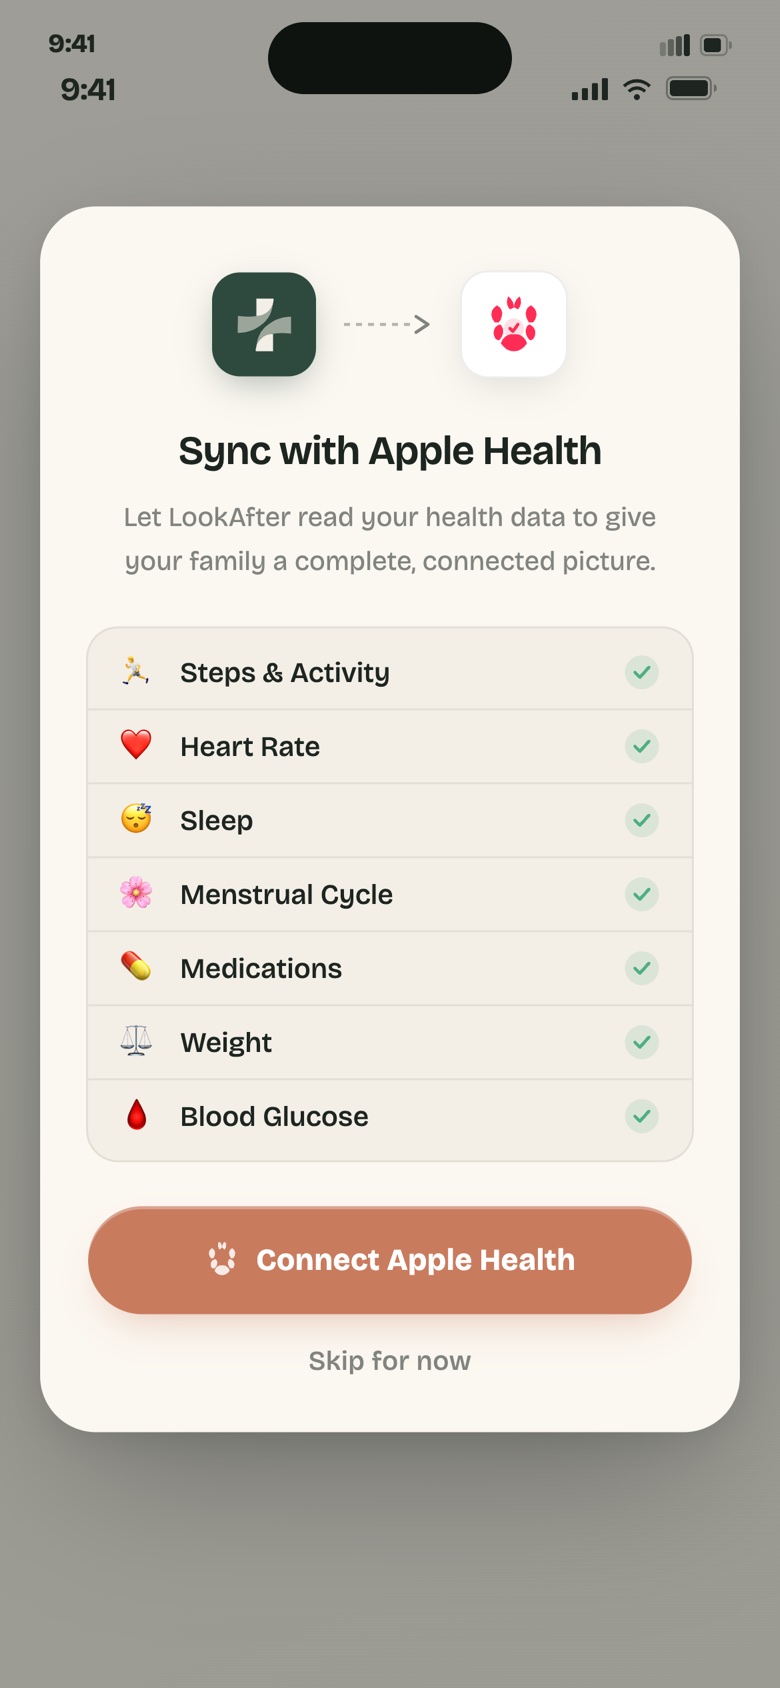 9:41
9:41
Sync with Apple Health
Let LookAfter read your health data to give
your family a complete, connected picture.
Steps & Activity
Heart Rate
Sleep
Menstrual Cycle
Medications
Weight
Blood Glucose
Connect Apple Health
Skip for now